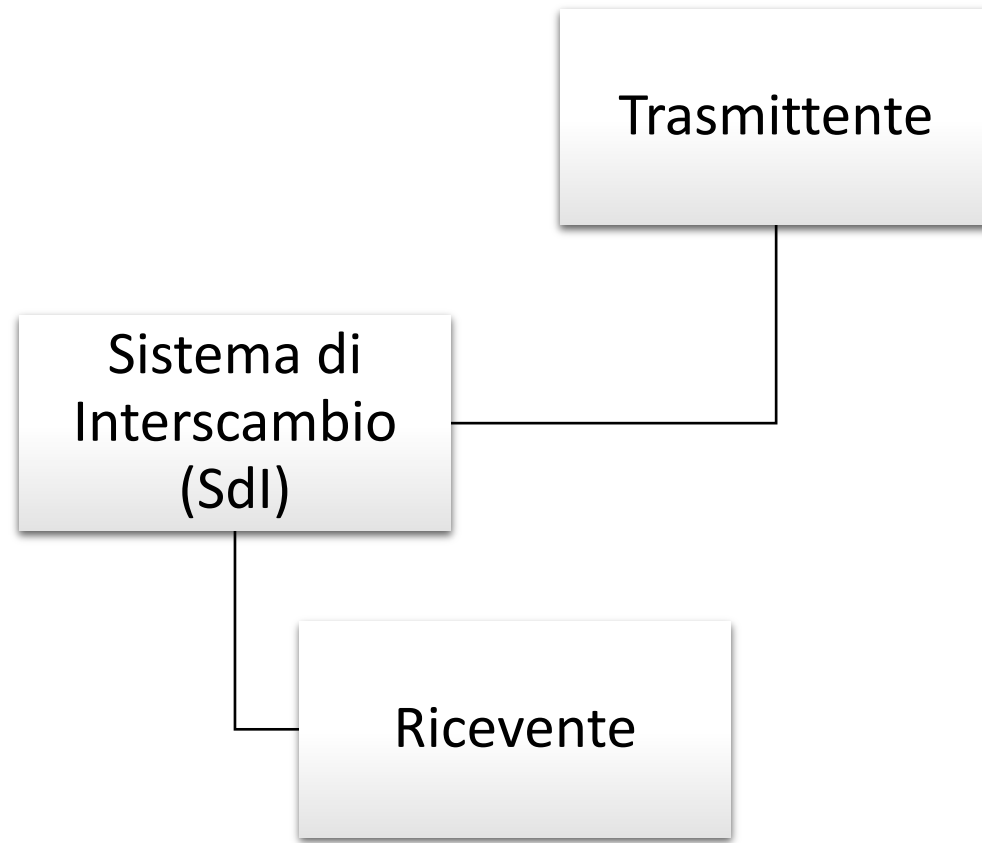 Trasmittente
Sistema di
Interscambio
(SdI)
Ricevente